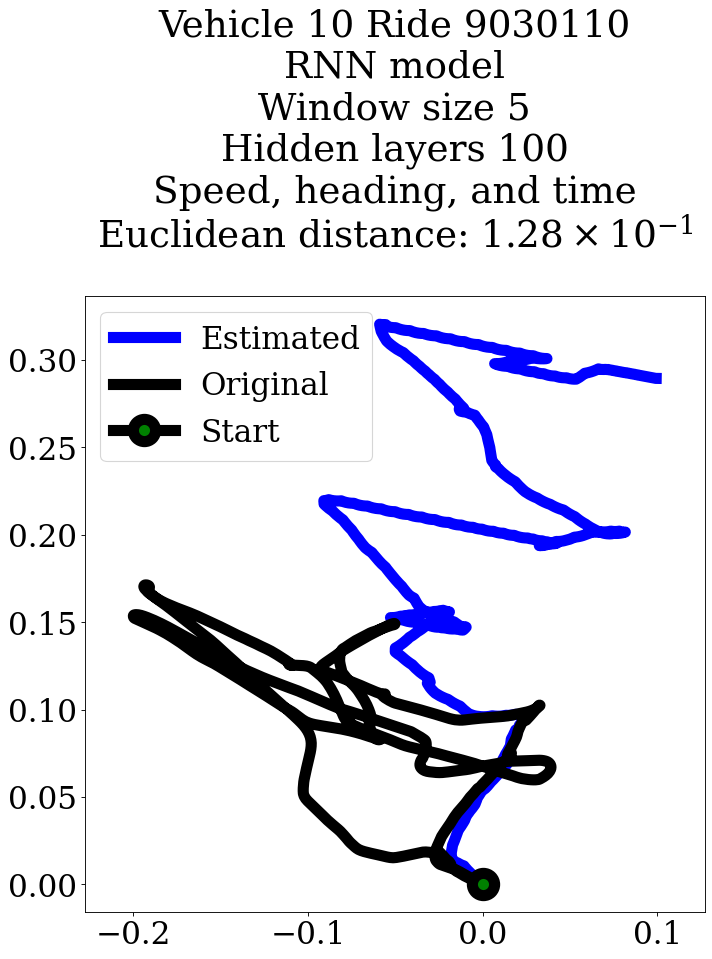 Vehicle 10 Ride 9030110
RNN model
Window size 5
Hidden layers 100
Speed, heading, and time
Euclidean distance: 1.28 × 10⁻¹
Estimated
Original
Start
0.30
0.25
0.20
0.15
0.10
0.05
0.00
−0.2 −0.1 0.0 0.1